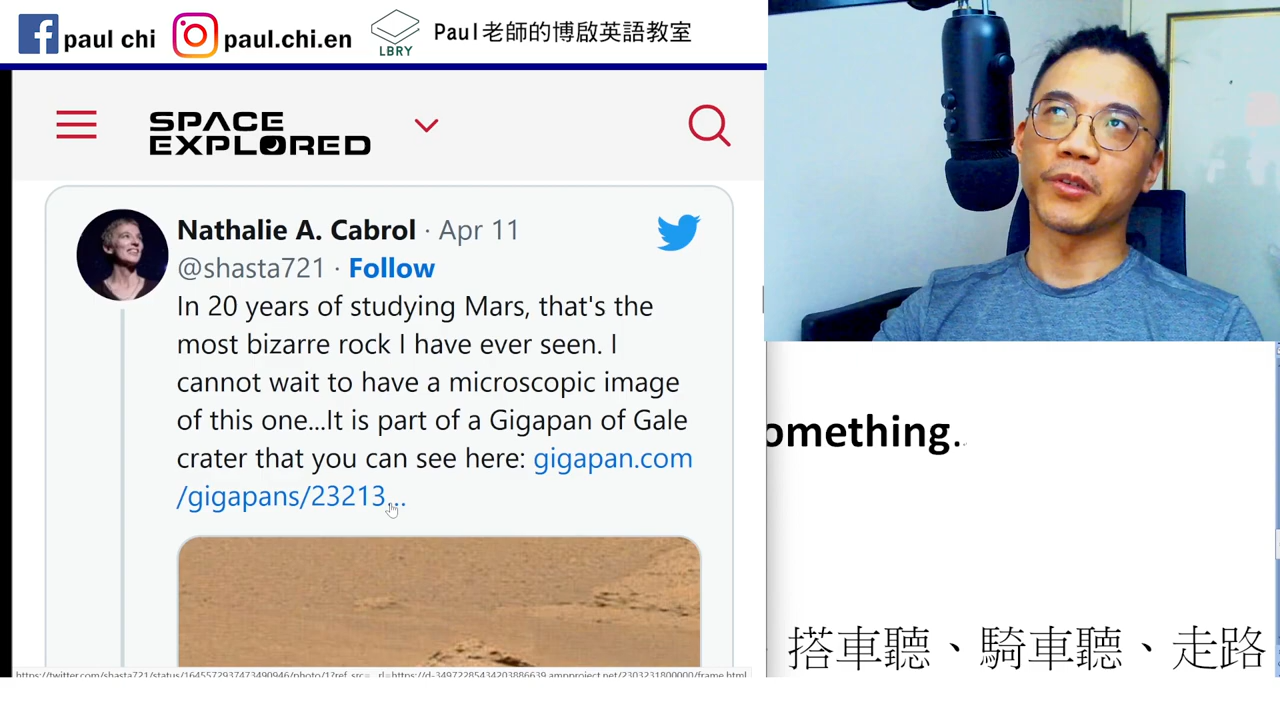 paul chi
paul.chi.en
LBRY
Paul老師的博啟英語教室
SPACE
EXPLORED
Nathalie A. Cabrol · Apr 11
@shasta721 · Follow
In 20 years of studying Mars, that's the
most bizarre rock I have ever seen. I
cannot wait to have a microscopic image
of this one...It is part of a Gigapan of Gale
crater that you can see here: gigapan.com
/gigapans/23213...
omething.
搭車聽、騎車聽、走路